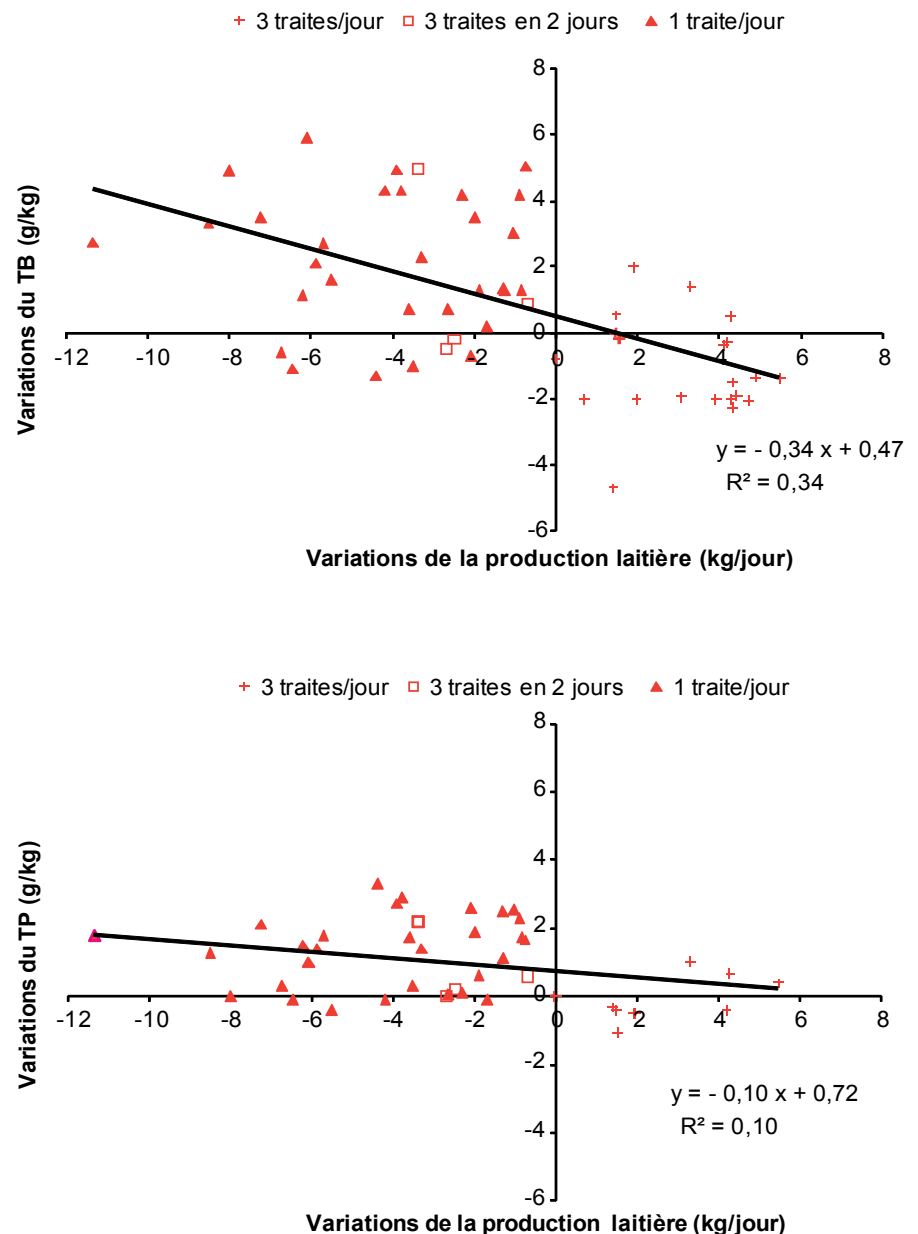 3 traites/jour 3 traites en 2 jours 1 traite/jour
8
6
4
2
0
-12 -10 -8 -6 -4 -2 0 2 4 6 8
-2
-4
-6
Variations du TB (g/kg)
y = - 0,34 x + 0,47
R² = 0,34
Variations de la production laitière (kg/jour)
3 traites/jour 3 traites en 2 jours 1 traite/jour
8
6
4
2
0
-12 -10 -8 -6 -4 -2 0 2 4 6 8
-2
-4
-6
Variations du TP (g/kg)
y = - 0,10 x + 0,72
R² = 0,10
Variations de la production laitière (kg/jour)